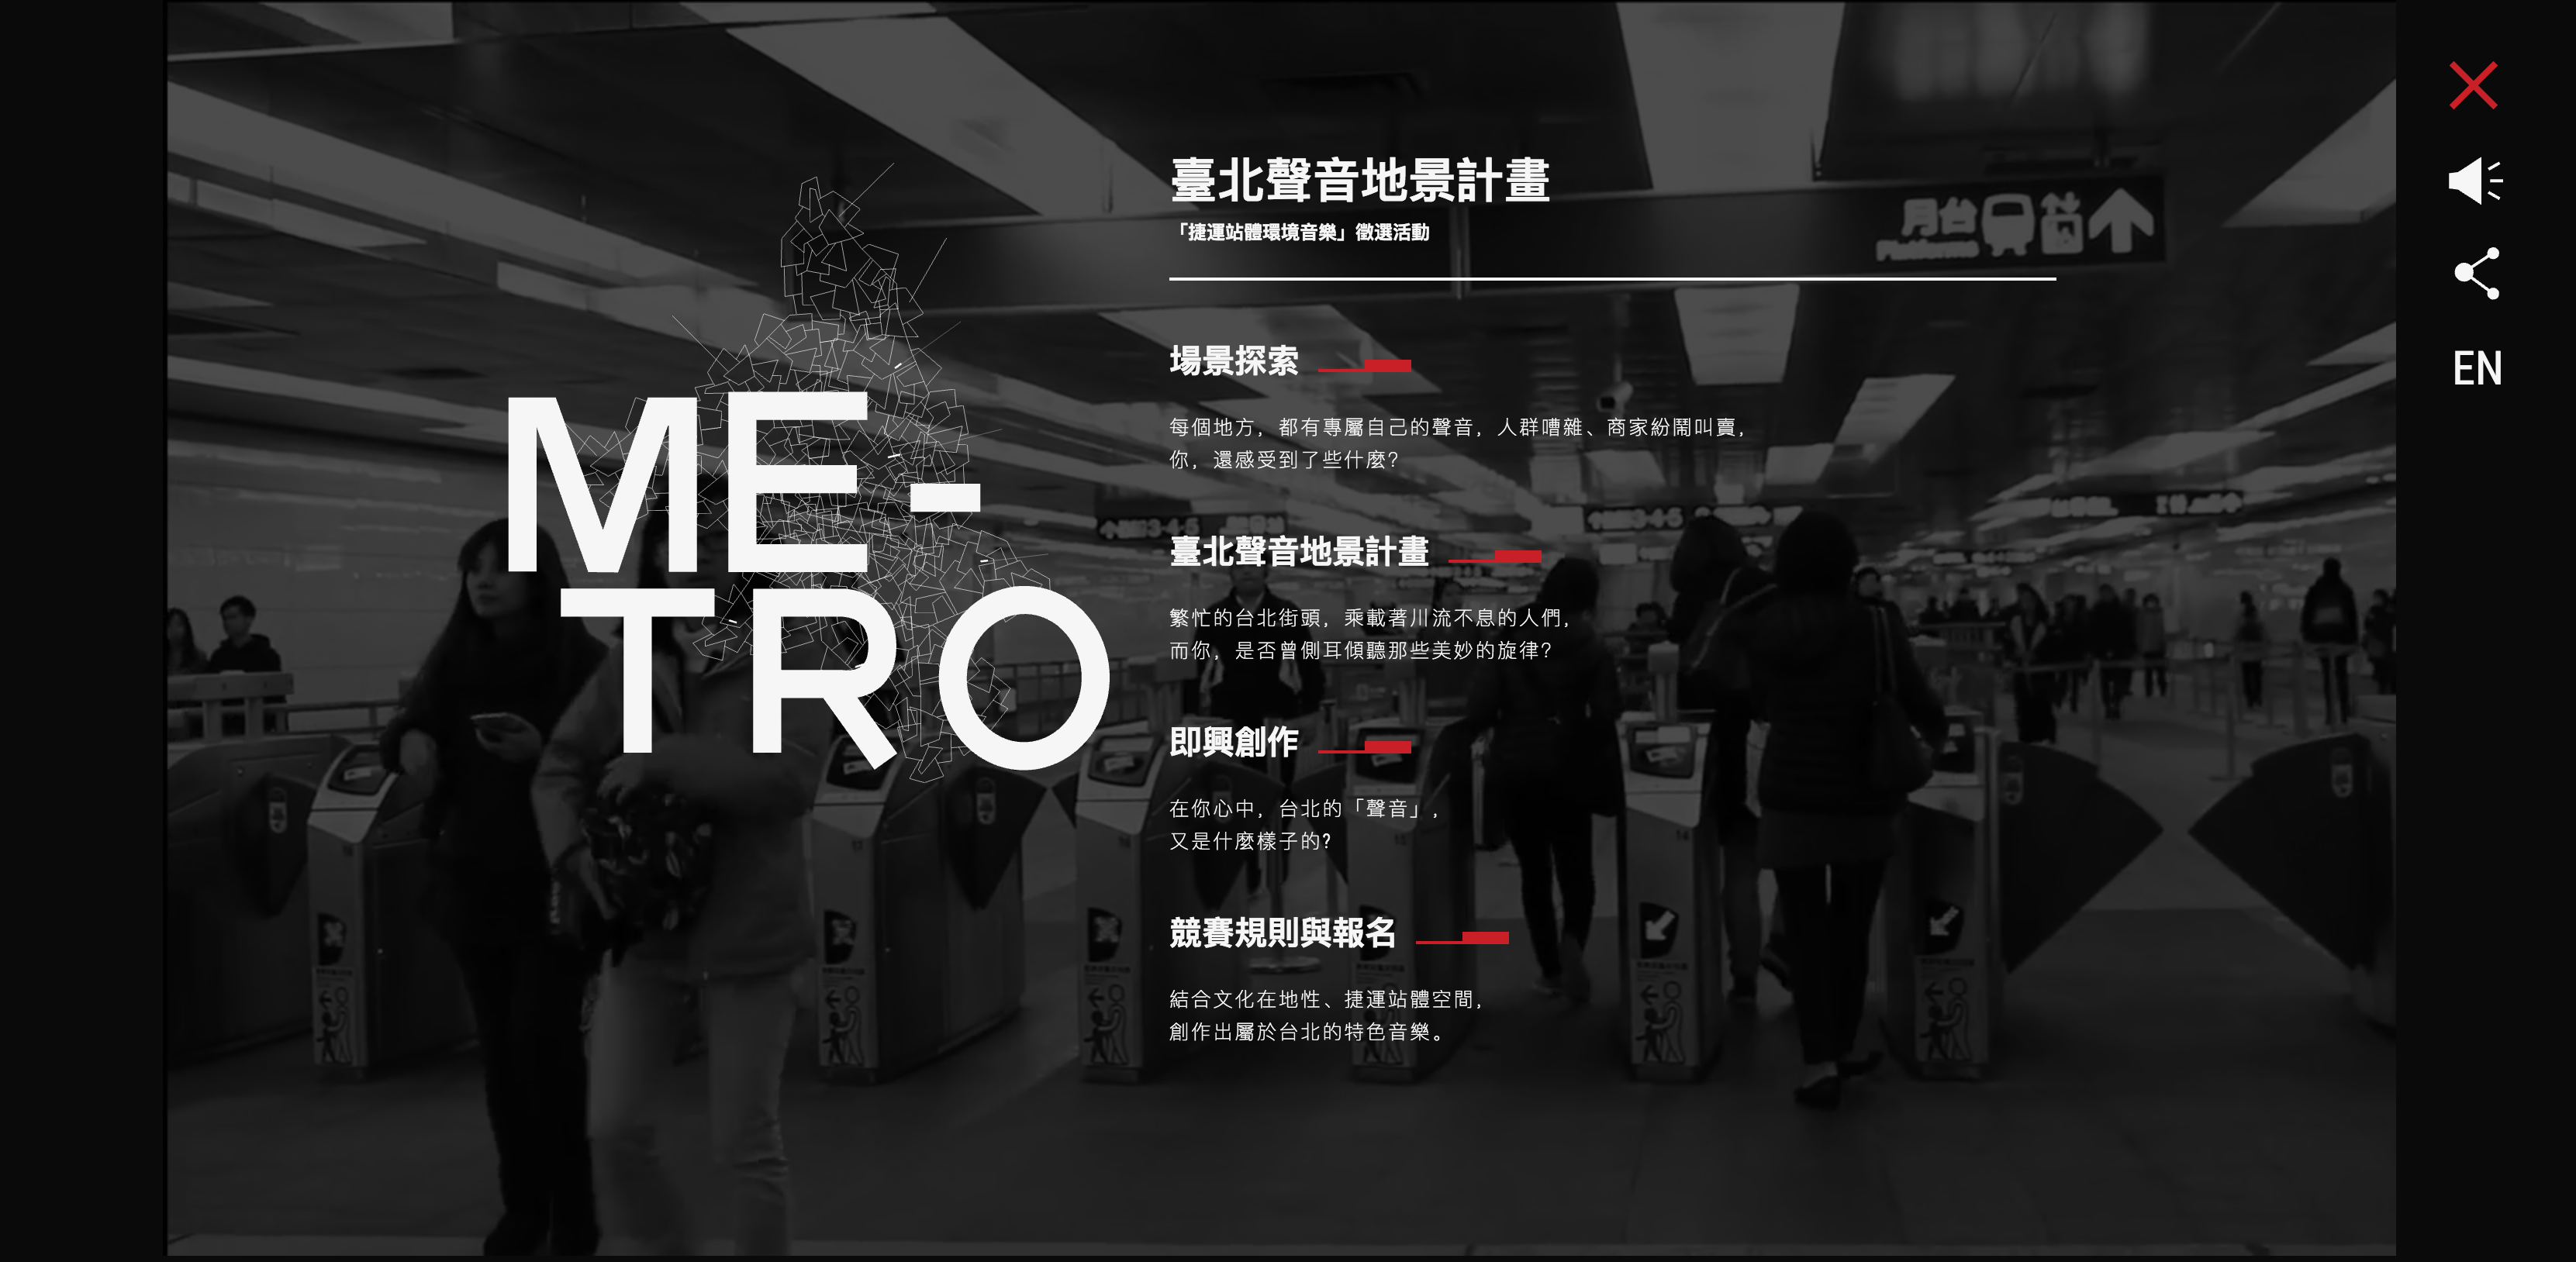 ME-
TRO
臺北聲音地景計畫
「捷運站體環境音樂」徵選活動
場景探索
每個地方，都有專屬自己的聲音，人群嘈雜、商家紛鬧叫賣，
你，還感受到了些什麼？
臺北聲音地景計畫
繁忙的台北街頭，乘載著川流不息的人們，
而你，是否曾側耳傾聽那些美妙的旋律？
即興創作
在你心中，台北的「聲音」，
又是什麼樣子的?
競賽規則與報名
結合文化在地性、捷運站體空間，
創作出屬於台北的特色音樂。
月台
Platforms
EN